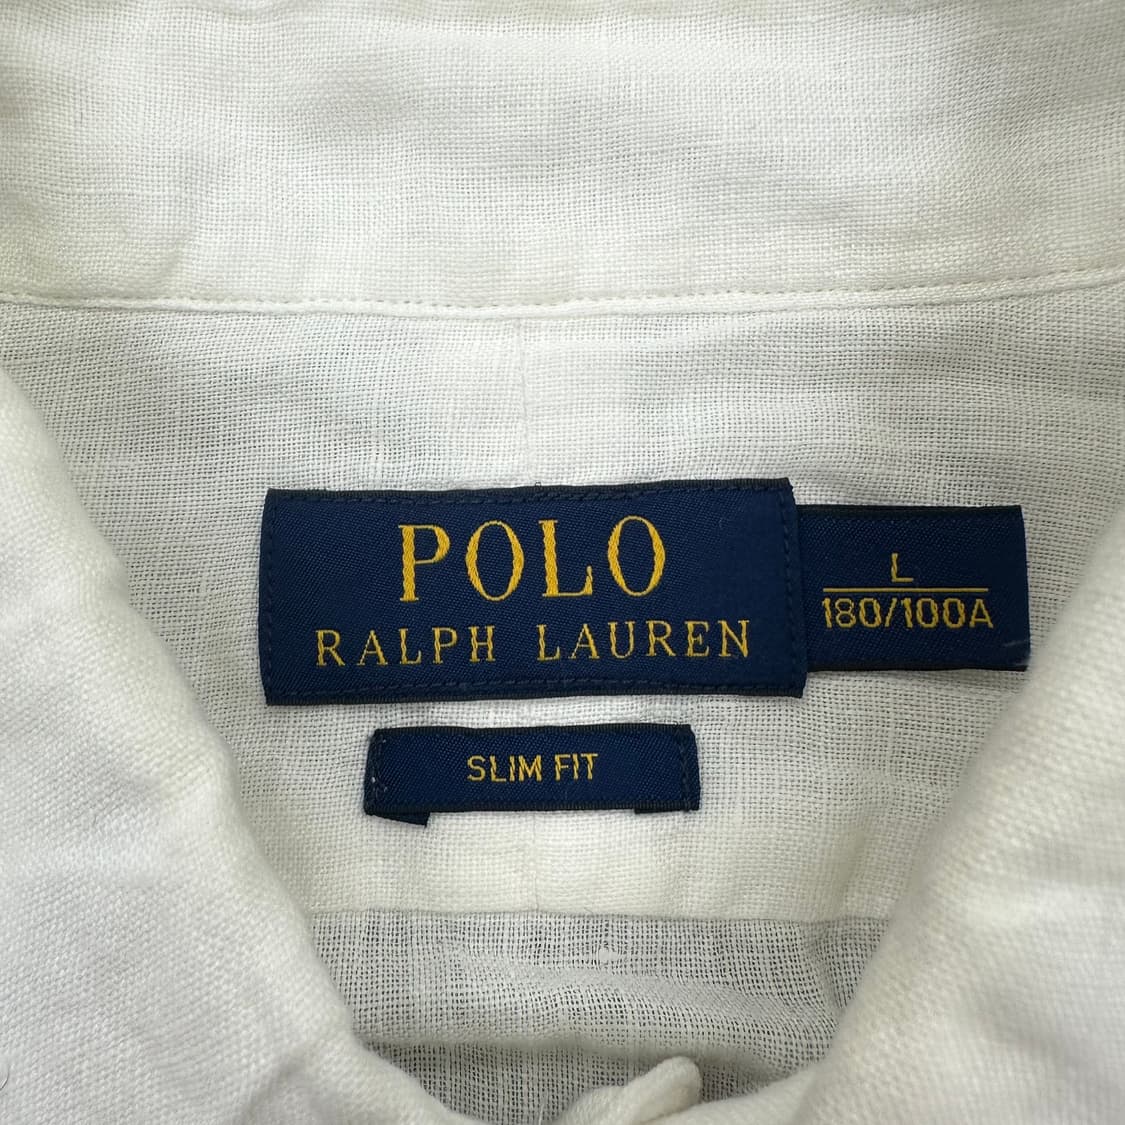 POLO
RALPH LAUREN
L
180/100A
SLIM FIT